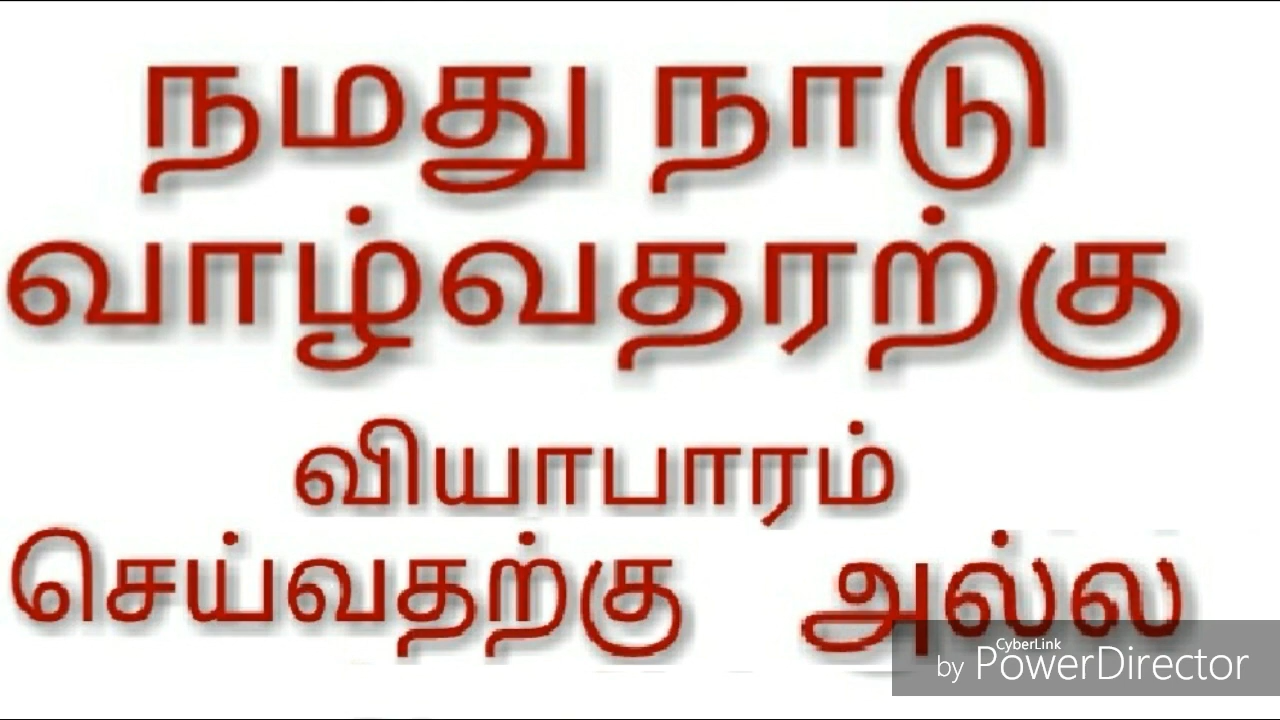 நமது நாடு
வாழ்வதரற்கு
வியாபாரம்
செய்வதற்கு அல்ல
CyberLink
by PowerDirector